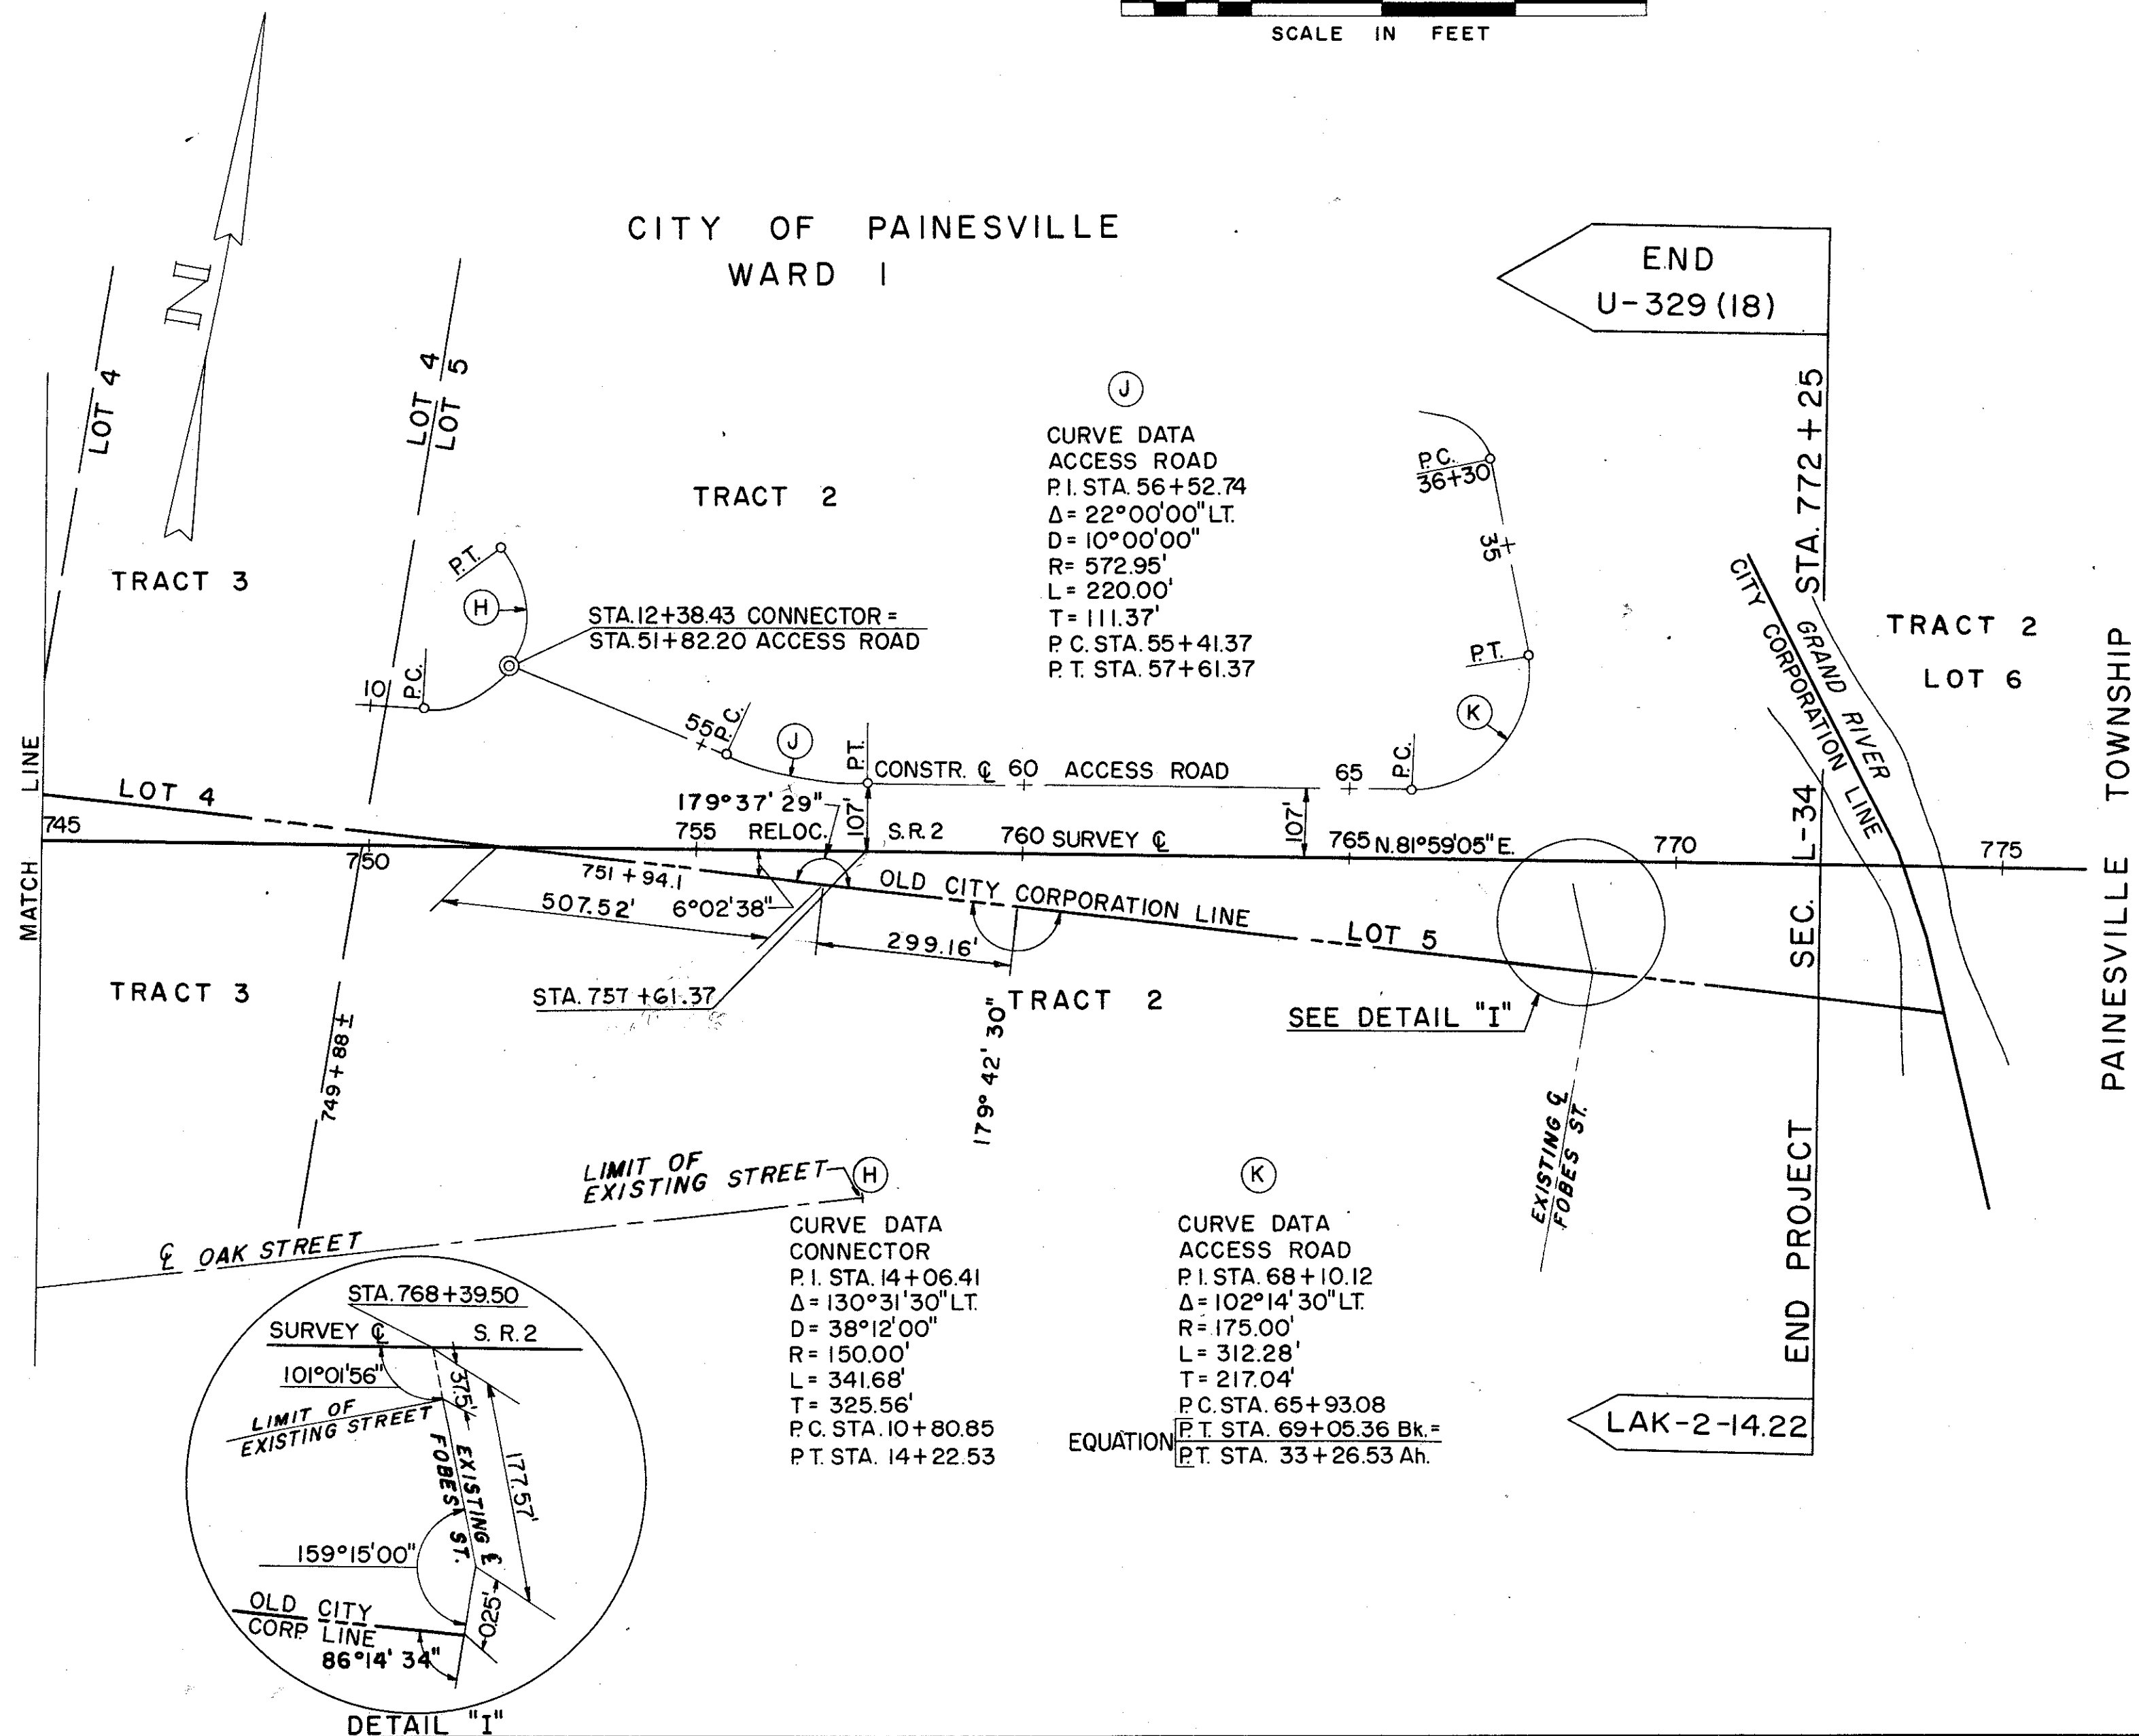 SCALE IN FEET
CITY OF PAINESVILLE
WARD 1
END
U-329 (18)
N
LOT 4
LOT 4
LOT 5
STA. 772 + 25
J
CURVE DATA
ACCESS ROAD
P.I. STA. 56+52.74
Δ = 22°00'00" LT.
D = 10°00'00"
R = 572.95'
L = 220.00'
T = 111.37'
P.C. STA. 55+41.37
P.T. STA. 57+61.37
P.C.
36+30
35
P.T.
K
TRACT 2
TRACT 3
P.T.
H
STA. 12+38.43 CONNECTOR =
STA. 51+82.20 ACCESS ROAD
10
P.C.
55
P.C.
J
P.T.
CONSTR. ℄ 60 ACCESS ROAD
65
P.C.
CITY CORPORATION LINE
GRAND RIVER
TRACT 2
LOT 6
PAINESVILLE TOWNSHIP
MATCH LINE
LOT 4
745
750
179°37'29"
107'
755 RELOC. S.R.2
760 SURVEY ℄
107'
765 N.81°59'05"E.
770
775
751 + 94.1
507.52'
6°02'38"
OLD CITY CORPORATION LINE
299.16'
LOT 5
SEC. L-34
TRACT 3
STA. 757 + 61.37
TRACT 2
179° 42' 30"
SEE DETAIL "I"
749 + 88 ±
EXISTING ℄
FOBES ST.
END PROJECT
LIMIT OF
EXISTING STREET
℄ OAK STREET
H
CURVE DATA
CONNECTOR
P.I. STA. 14+06.41
Δ = 130°31'30" LT.
D = 38°12'00"
R = 150.00'
L = 341.68'
T = 325.56'
P.C. STA. 10+80.85
P.T. STA. 14+22.53
K
CURVE DATA
ACCESS ROAD
P.I. STA. 68+10.12
Δ = 102°14'30" LT.
R = 175.00'
L = 312.28'
T = 217.04'
P.C. STA. 65+93.08
EQUATION P.T. STA. 69+05.36 Bk. =
P.T. STA. 33+26.53 Ah.
LAK-2-14.22
STA. 768+39.50
SURVEY ℄ S.R.2
101°01'56"
LIMIT OF
EXISTING STREET
37.5'
EXISTING ℄
FOBES ST.
177.57'
159°15'00"
0.25'
OLD CITY
CORP. LINE
86°14'34"
DETAIL "I"